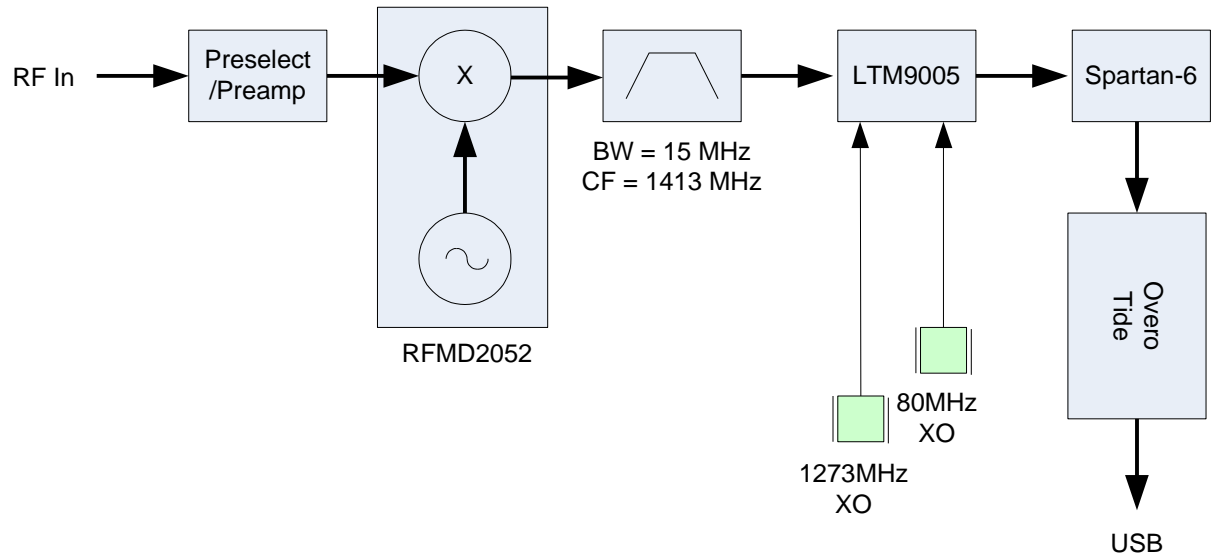 RF In
Preselect
/Preamp
X
LTM9005
Spartan-6
BW = 15 MHz
CF = 1413 MHz
RFMD2052
Overo
Tide
80MHz
XO
1273MHz
XO
USB